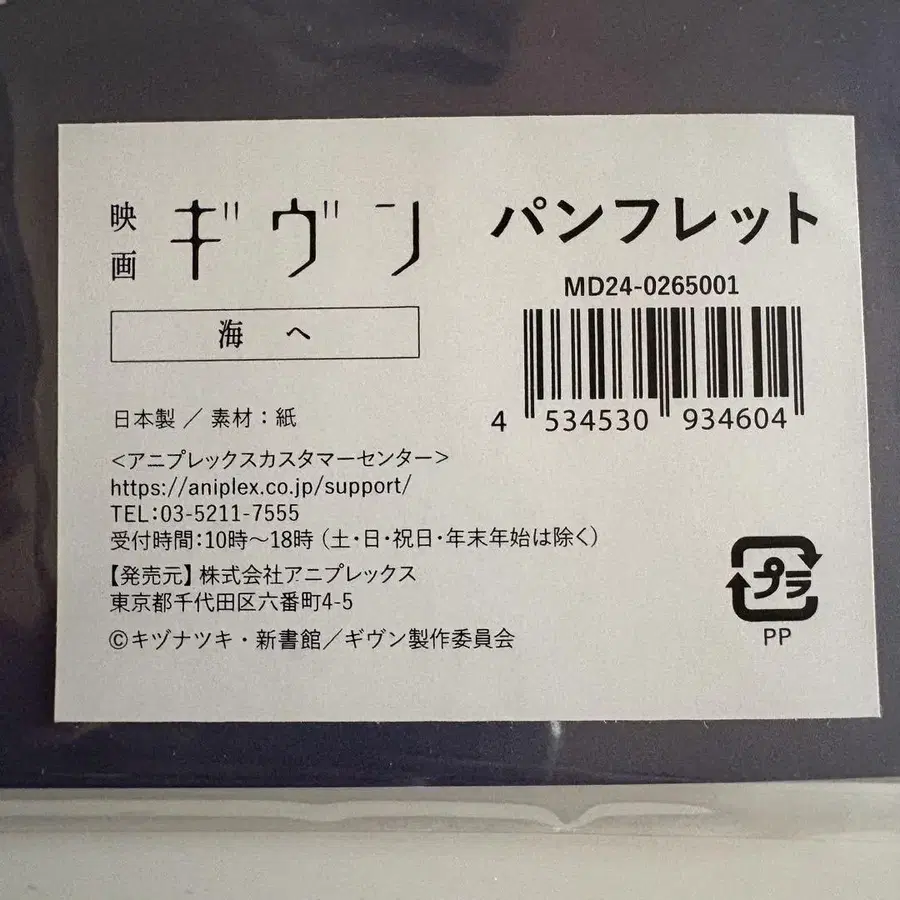 映画 ギヴン
海へ
パンフレット
MD24-0265001
4 534530 934604
日本製 ／ 素材：紙
＜アニプレックスカスタマーセンター＞
https://aniplex.co.jp/support/
TEL：03-5211-7555
受付時間：10時～18時（土・日・祝日・年末年始は除く）
【発売元】株式会社アニプレックス
東京都千代田区六番町4-5
©キヅナツキ・新書館／ギヴン製作委員会
プラ
PP